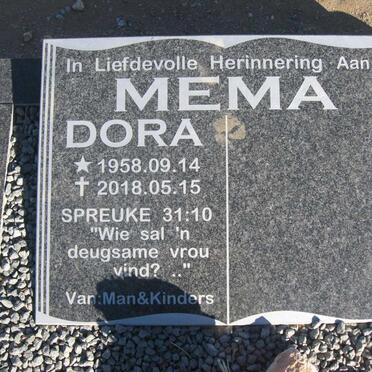 In Liefdevolle Herinnering Aan
MEMA
DORA
★ 1958.09.14
✝ 2018.05.15
SPREUKE 31:10
"Wie sal 'n
deugsame vrou
vind? .."
Van:Man&Kinders